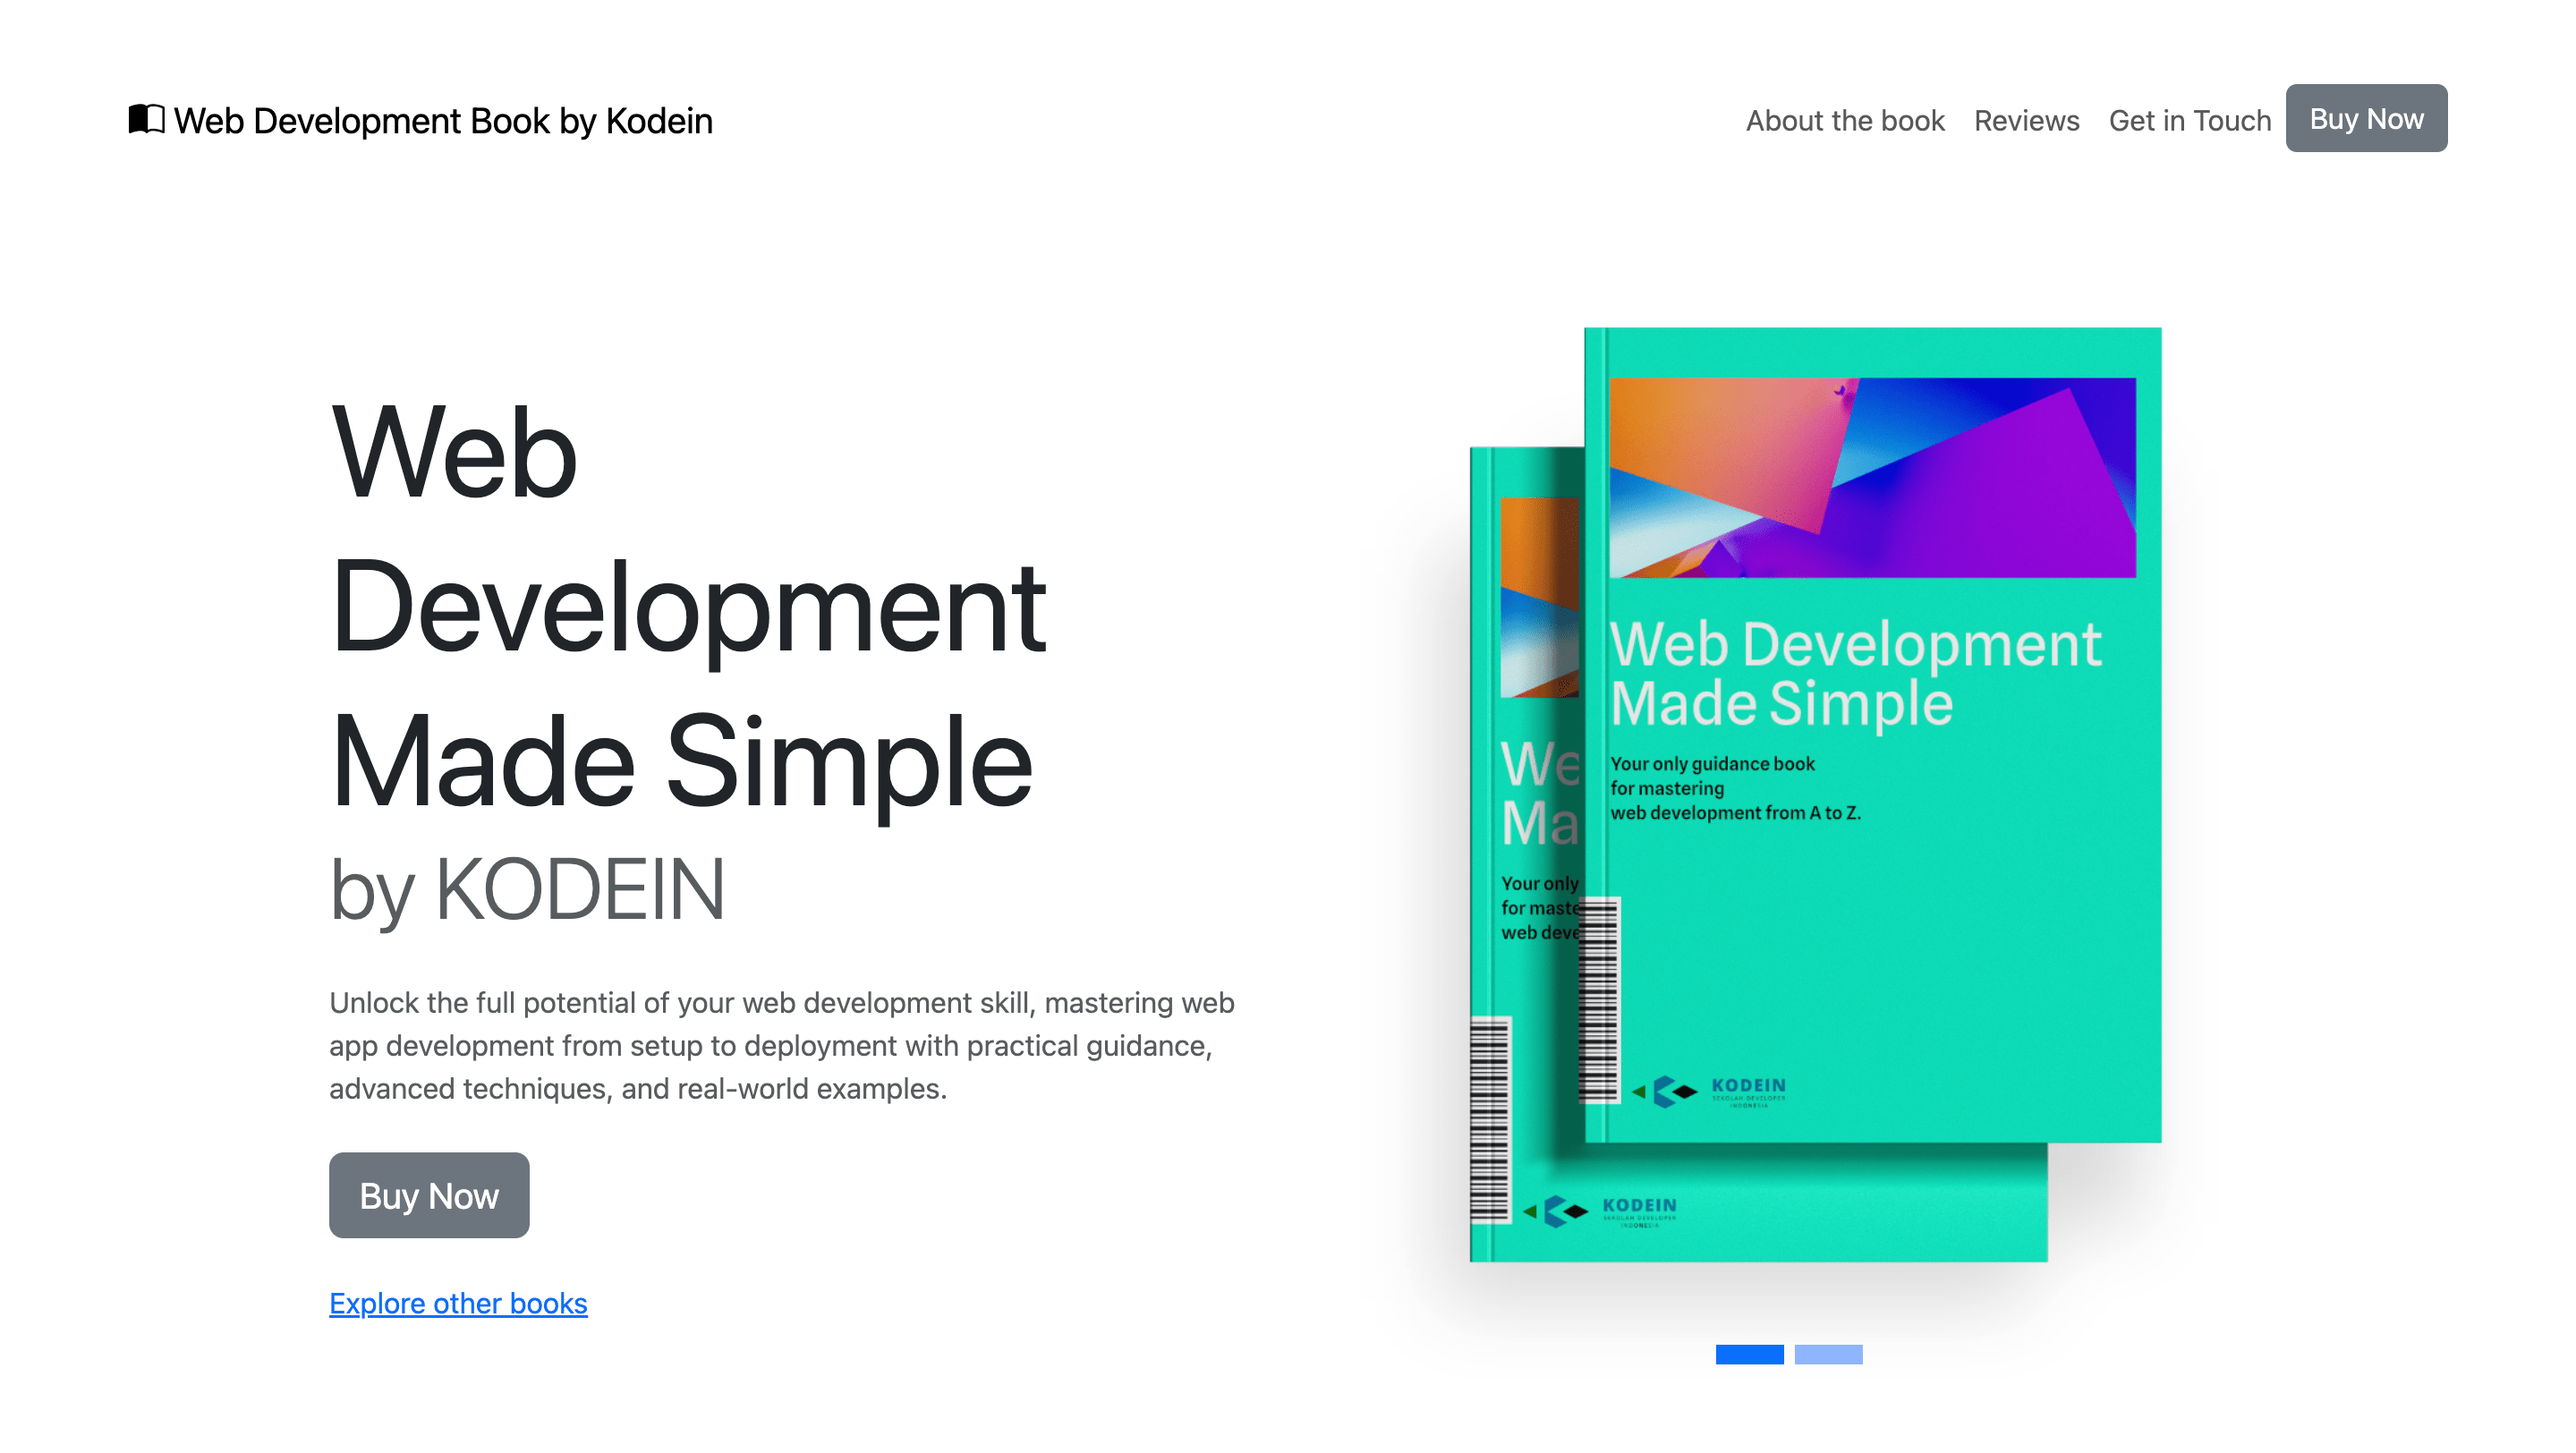 Web Development Book by Kodein
About the book
Reviews
Get in Touch
Buy Now
Web
Development
Made Simple
by KODEIN
Unlock the full potential of your web development skill, mastering web
app development from setup to deployment with practical guidance,
advanced techniques, and real-world examples.
Buy Now
Explore other books
Web Development
Made Simple
Your only guidance book
for mastering
web development from A to Z.
KODEIN
SEKOLAH DEVELOPER
INDONESIA
We
Ma
Your only
for maste
web deve
KODEIN
SEKOLAH DEVELOPER
INDONESIA